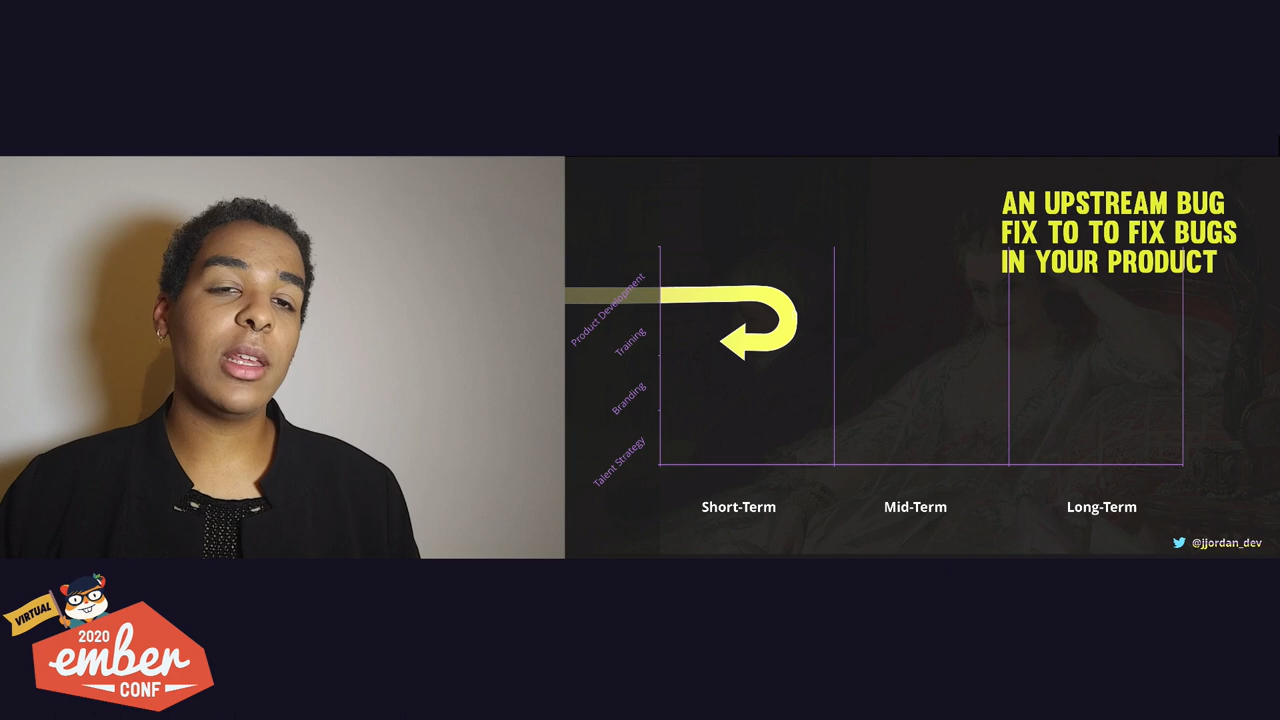 AN UPSTREAM BUG
FIX TO TO FIX BUGS
IN YOUR PRODUCT
Product Development
Training
Branding
Talent Strategy
Short-Term
Mid-Term
Long-Term
@jjordan_dev
VIRTUAL
2020
ember
CONF